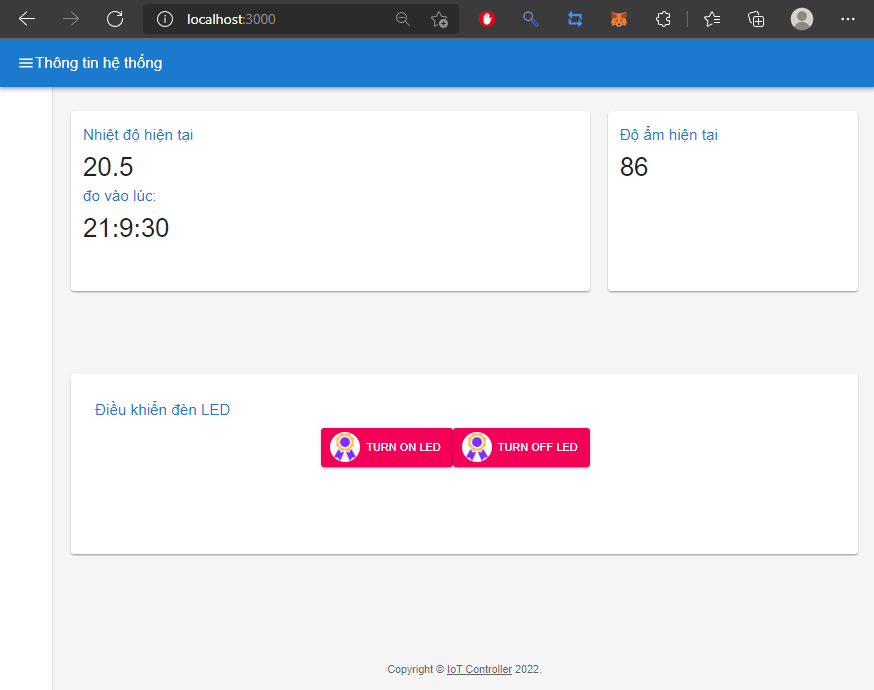 localhost:3000
Thông tin hệ thống
Nhiệt độ hiện tại
20.5
đo vào lúc:
21:9:30
Độ ẩm hiện tại
86
Điều khiển đèn LED
TURN ON LED
TURN OFF LED
Copyright © IoT Controller 2022.